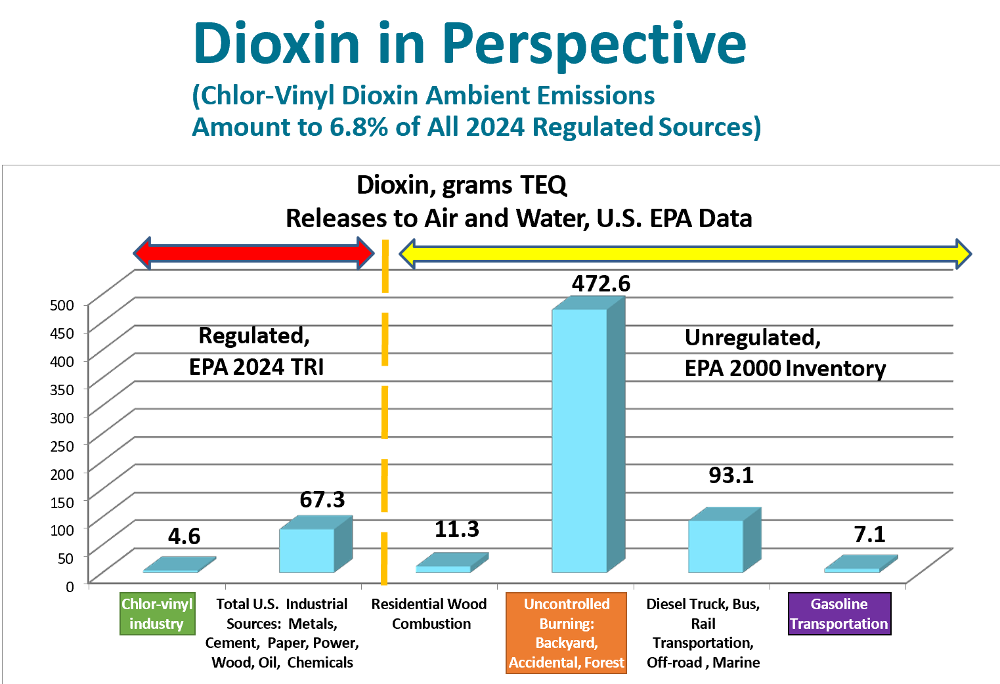 Dioxin in Perspective
(Chlor-Vinyl Dioxin Ambient Emissions
Amount to 6.8% of All 2024 Regulated Sources)
Dioxin, grams TEQ
Releases to Air and Water, U.S. EPA Data
Regulated,
EPA 2024 TRI
Unregulated,
EPA 2000 Inventory
500
450
400
350
300
250
200
150
100
50
0
4.6
67.3
11.3
472.6
93.1
7.1
Chlor-vinyl
industry
Total U.S. Industrial
Sources: Metals,
Cement, Paper, Power,
Wood, Oil, Chemicals
Residential Wood
Combustion
Uncontrolled
Burning:
Backyard,
Accidental, Forest
Diesel Truck, Bus,
Rail
Transportation,
Off-road , Marine
Gasoline
Transportation